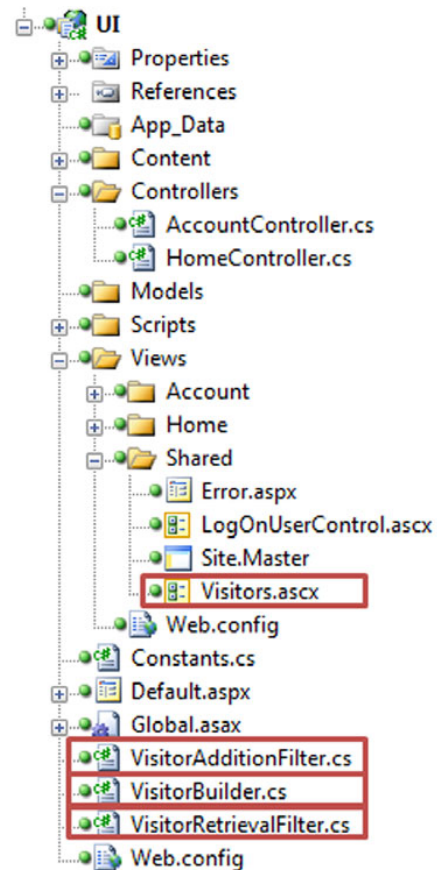 UI
Properties
References
App_Data
Content
Controllers
AccountController.cs
HomeController.cs
Models
Scripts
Views
Account
Home
Shared
Error.aspx
LogOnUserControl.ascx
Site.Master
Visitors.ascx
Web.config
Constants.cs
Default.aspx
Global.asax
VisitorAdditionFilter.cs
VisitorBuilder.cs
VisitorRetrievalFilter.cs
Web.config